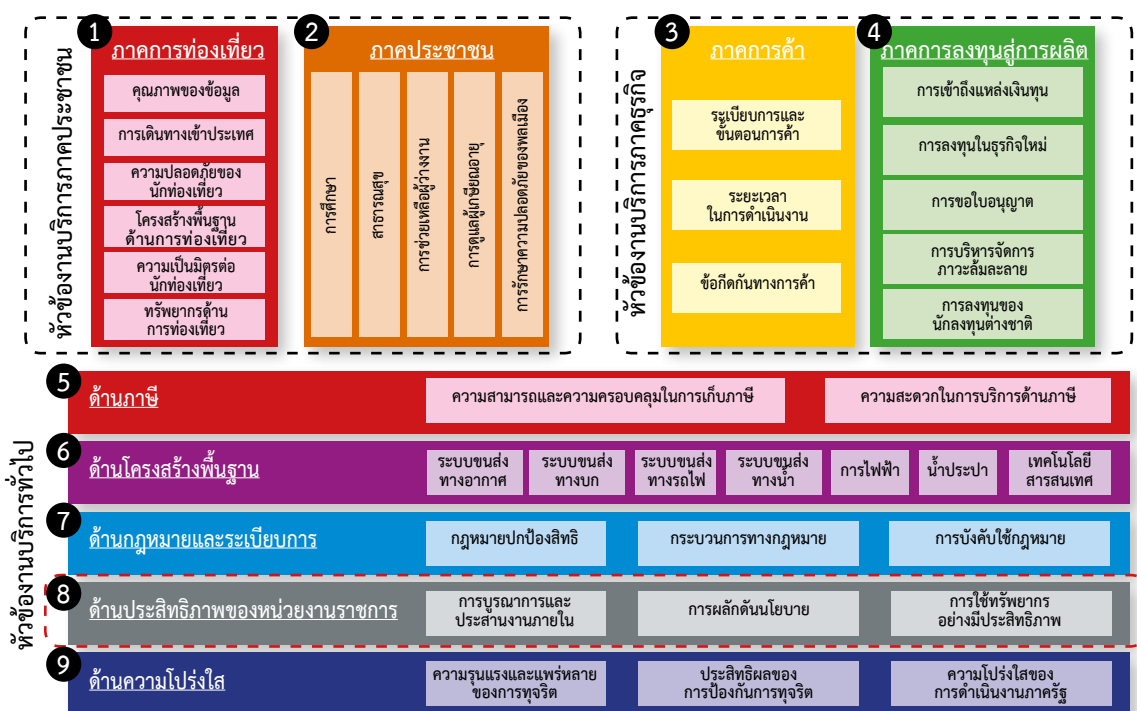 หัวข้องานบริการภาคประชาชน
1
ภาคการท่องเที่ยว
คุณภาพของข้อมูล
การเดินทางเข้าประเทศ
ความปลอดภัยของ
นักท่องเที่ยว
โครงสร้างพื้นฐาน
ด้านการท่องเที่ยว
ความเป็นมิตรต่อ
นักท่องเที่ยว
ทรัพยากรด้าน
การท่องเที่ยว
2
ภาคประชาชน
การศึกษา
สาธารณสุข
การช่วยเหลือผู้ว่างงาน
การดูแลผู้เกษียณอายุ
การรักษาความปลอดภัยของพลเมือง
หัวข้องานบริการภาคธุรกิจ
3
ภาคการค้า
ระเบียบการและ
ขั้นตอนการค้า
ระยะเวลา
ในการดำเนินงาน
ข้อกีดกันทางการค้า
4
ภาคการลงทุนสู่การผลิต
การเข้าถึงแหล่งเงินทุน
การลงทุนในธุรกิจใหม่
การขอใบอนุญาต
การบริหารจัดการ
ภาวะล้มละลาย
การลงทุนของ
นักลงทุนต่างชาติ
หัวข้องานบริการทั่วไป
5
ด้านภาษี
ความสามารถและความครอบคลุมในการเก็บภาษี
ความสะดวกในการบริการด้านภาษี
6
ด้านโครงสร้างพื้นฐาน
ระบบขนส่ง
ทางอากาศ
ระบบขนส่ง
ทางบก
ระบบขนส่ง
ทางรถไฟ
ระบบขนส่ง
ทางน้ำ
การไฟฟ้า
น้ำประปา
เทคโนโลยี
สารสนเทศ
7
ด้านกฎหมายและระเบียบการ
กฎหมายปกป้องสิทธิ
กระบวนการทางกฎหมาย
การบังคับใช้กฎหมาย
8
ด้านประสิทธิภาพของหน่วยงานราชการ
การบูรณาการและ
ประสานงานภายใน
การผลักดันนโยบาย
การใช้ทรัพยากร
อย่างมีประสิทธิภาพ
9
ด้านความโปร่งใส
ความรุนแรงและแพร่หลาย
ของการทุจริต
ประสิทธิผลของ
การป้องกันการทุจริต
ความโปร่งใสของ
การดำเนินงานภาครัฐ